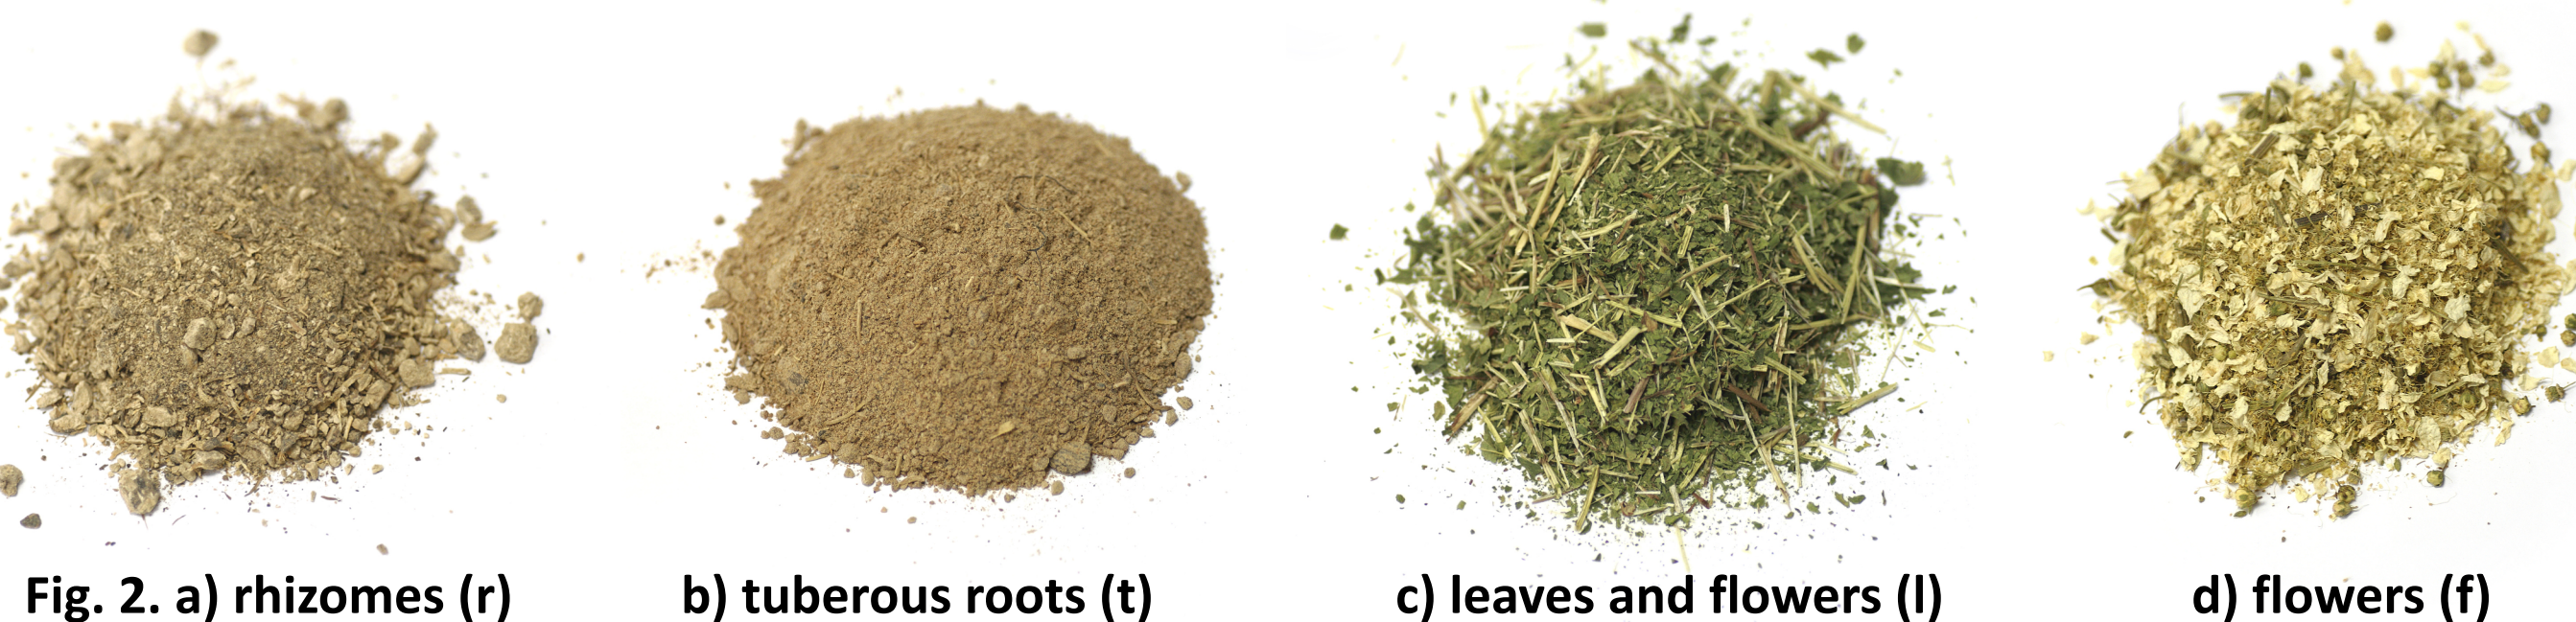 Fig. 2. a) rhizomes (r) b) tuberous roots (t) c) leaves and flowers (l) d) flowers (f)